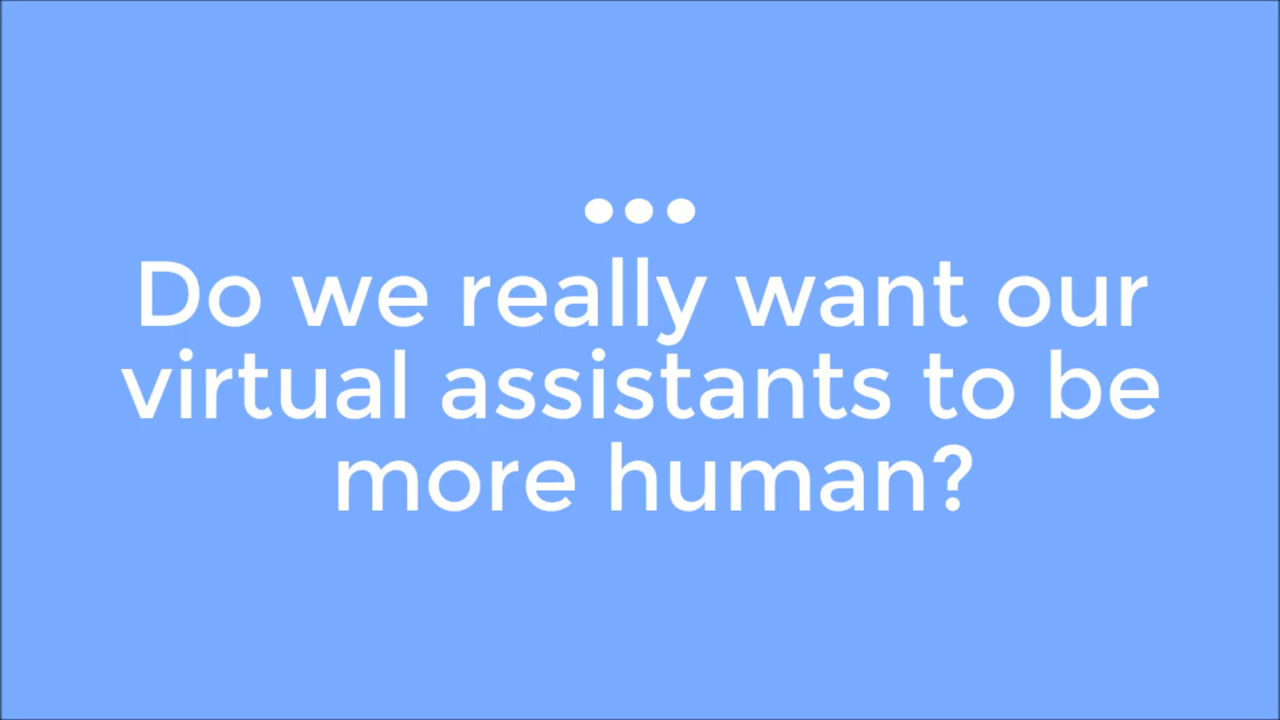 •••
Do we really want our
virtual assistants to be
more human?